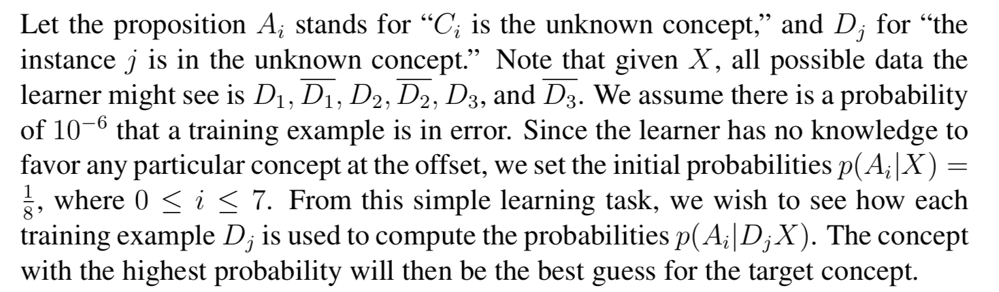 Let the proposition $A_i$ stands for “$C_i$ is the unknown concept,” and $D_j$ for “the
instance $j$ is in the unknown concept.” Note that given $X$, all possible data the
learner might see is $D_1, \overline{D_1}, D_2, \overline{D_2}, D_3$, and $\overline{D_3}$. We assume there is a probability
of $10^{-6}$ that a training example is in error. Since the learner has no knowledge to
favor any particular concept at the offset, we set the initial probabilities $p(A_i|X) =$
$\frac{1}{8}$, where $0 \leq i \leq 7$. From this simple learning task, we wish to see how each
training example $D_j$ is used to compute the probabilities $p(A_i|D_jX)$. The concept
with the highest probability will then be the best guess for the target concept.